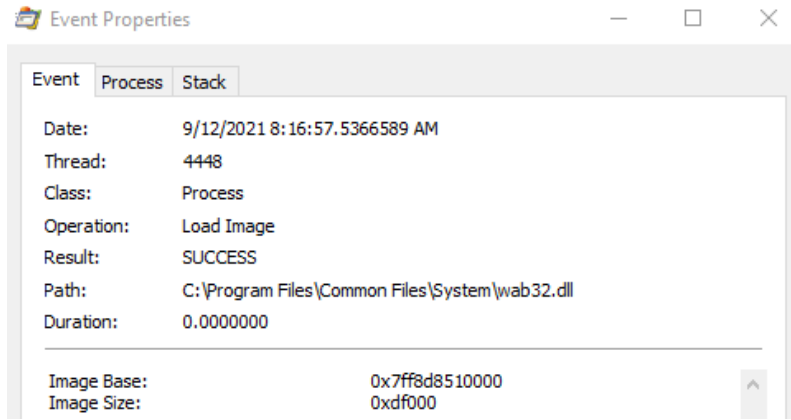 Event Properties
Event Process Stack
Date: 9/12/2021 8:16:57.5366589 AM
Thread: 4448
Class: Process
Operation: Load Image
Result: SUCCESS
Path: C:\Program Files\Common Files\System\wab32.dll
Duration: 0.0000000
Image Base: 0x7ff8d8510000
Image Size: 0xdf000